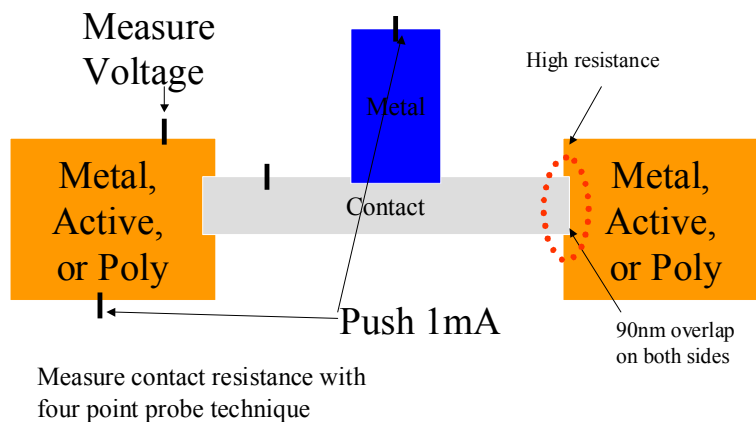 Measure
Voltage
High resistance
Metal
Metal,
Active,
or Poly
Contact
Metal,
Active,
or Poly
Push 1mA
90nm overlap
on both sides
Measure contact resistance with
four point probe technique